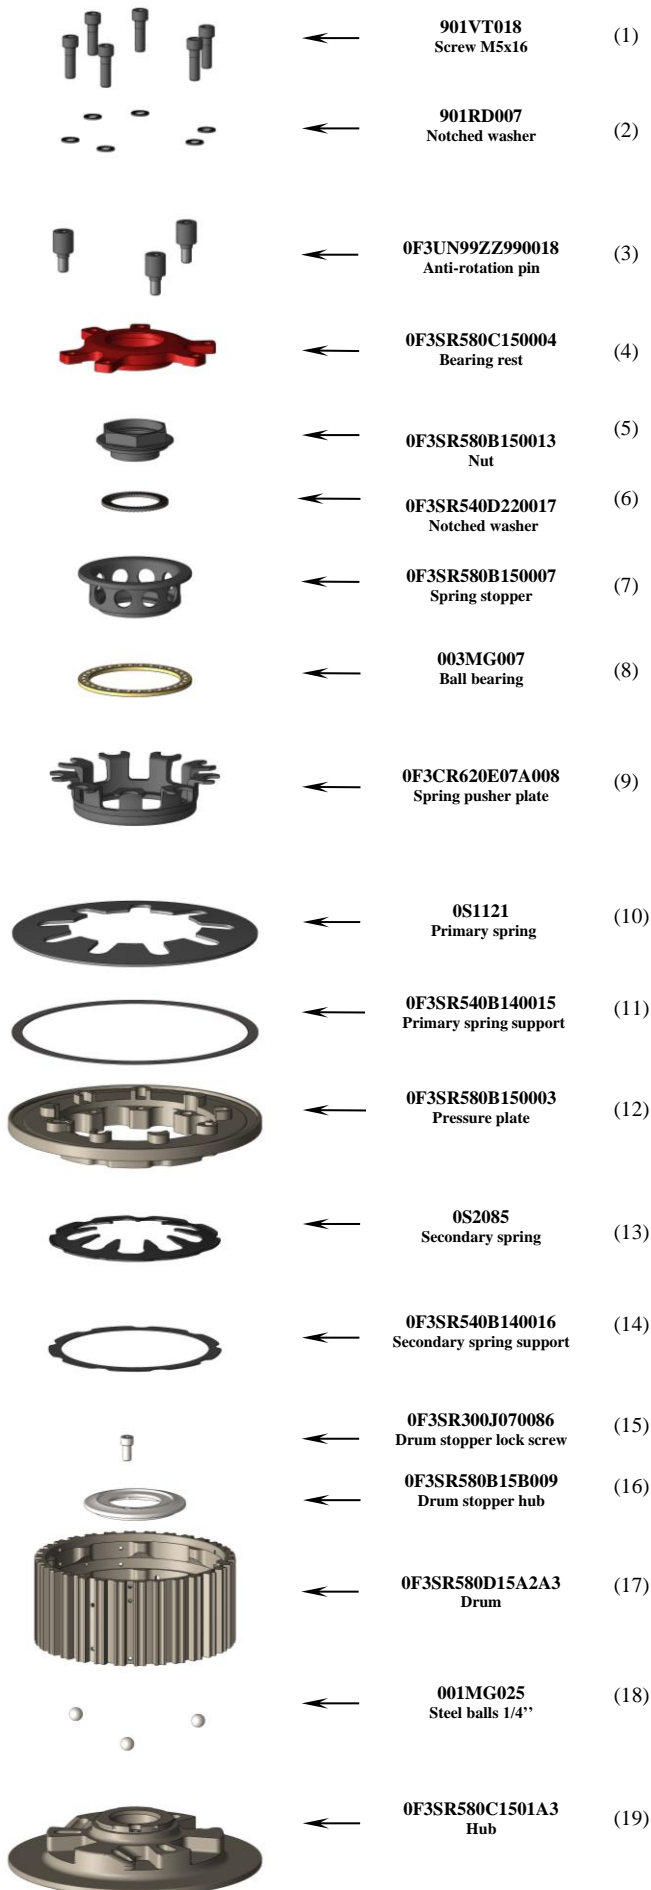 901VT018 (1)
Screw M5x16
901RD007 (2)
Notched washer
0F3UN99ZZ990018 (3)
Anti-rotation pin
0F3SR580C150004 (4)
Bearing rest
0F3SR580B150013 (5)
Nut
0F3SR540D220017 (6)
Notched washer
0F3SR580B150007 (7)
Spring stopper
003MG007 (8)
Ball bearing
0F3CR620E07A008 (9)
Spring pusher plate
0S1121 (10)
Primary spring
0F3SR540B140015 (11)
Primary spring support
0F3SR580B150003 (12)
Pressure plate
0S2085 (13)
Secondary spring
0F3SR540B140016 (14)
Secondary spring support
0F3SR300J070086 (15)
Drum stopper lock screw
0F3SR580B15B009 (16)
Drum stopper hub
0F3SR580D15A2A3 (17)
Drum
001MG025 (18)
Steel balls 1/4’’
0F3SR580C1501A3 (19)
Hub